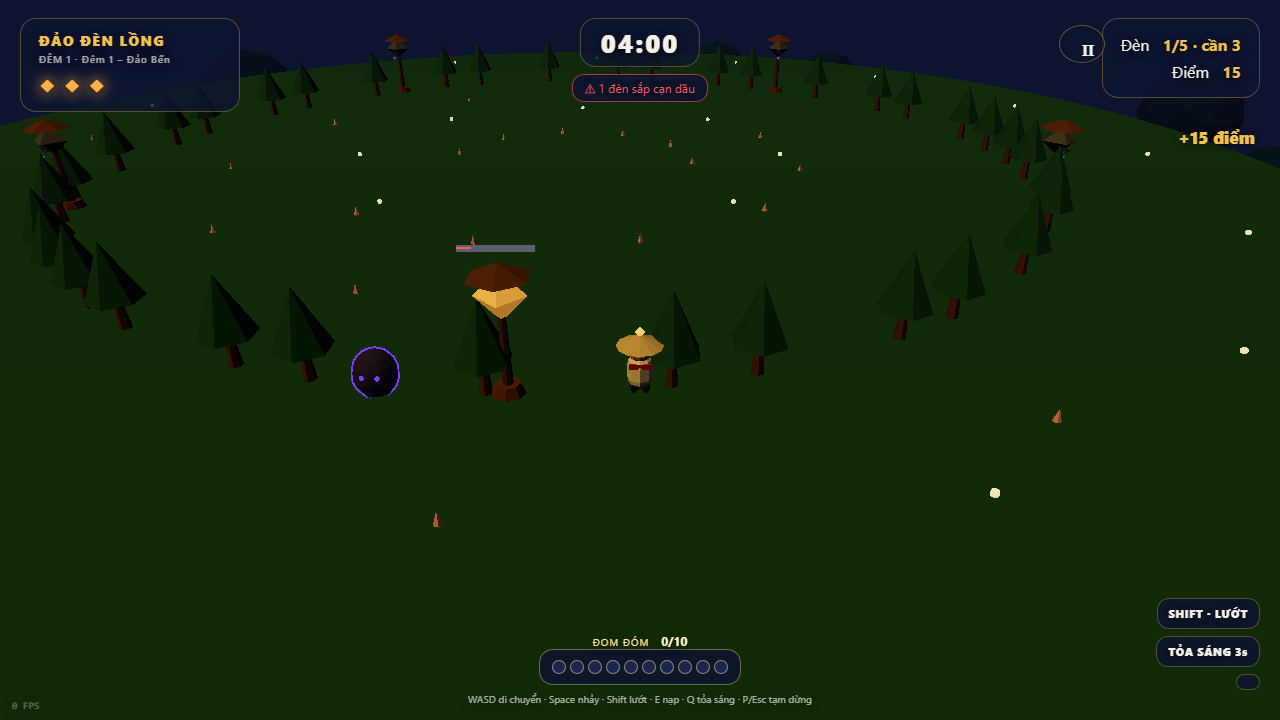 ĐẢO ĐÈN LỒNG
ĐÊM 1 · Đêm 1 — Đảo Bến
04:00
⚠ 1 đèn sắp cạn dầu
II
Đèn 1/5 · cần 3
Điểm 15
+15 điểm
SHIFT · LƯỚT
TỎA SÁNG 3s
ĐOM ĐÓM 0/10
WASD di chuyển · Space nhảy · Shift lướt · E nạp · Q tỏa sáng · P/Esc tạm dừng
0 FPS